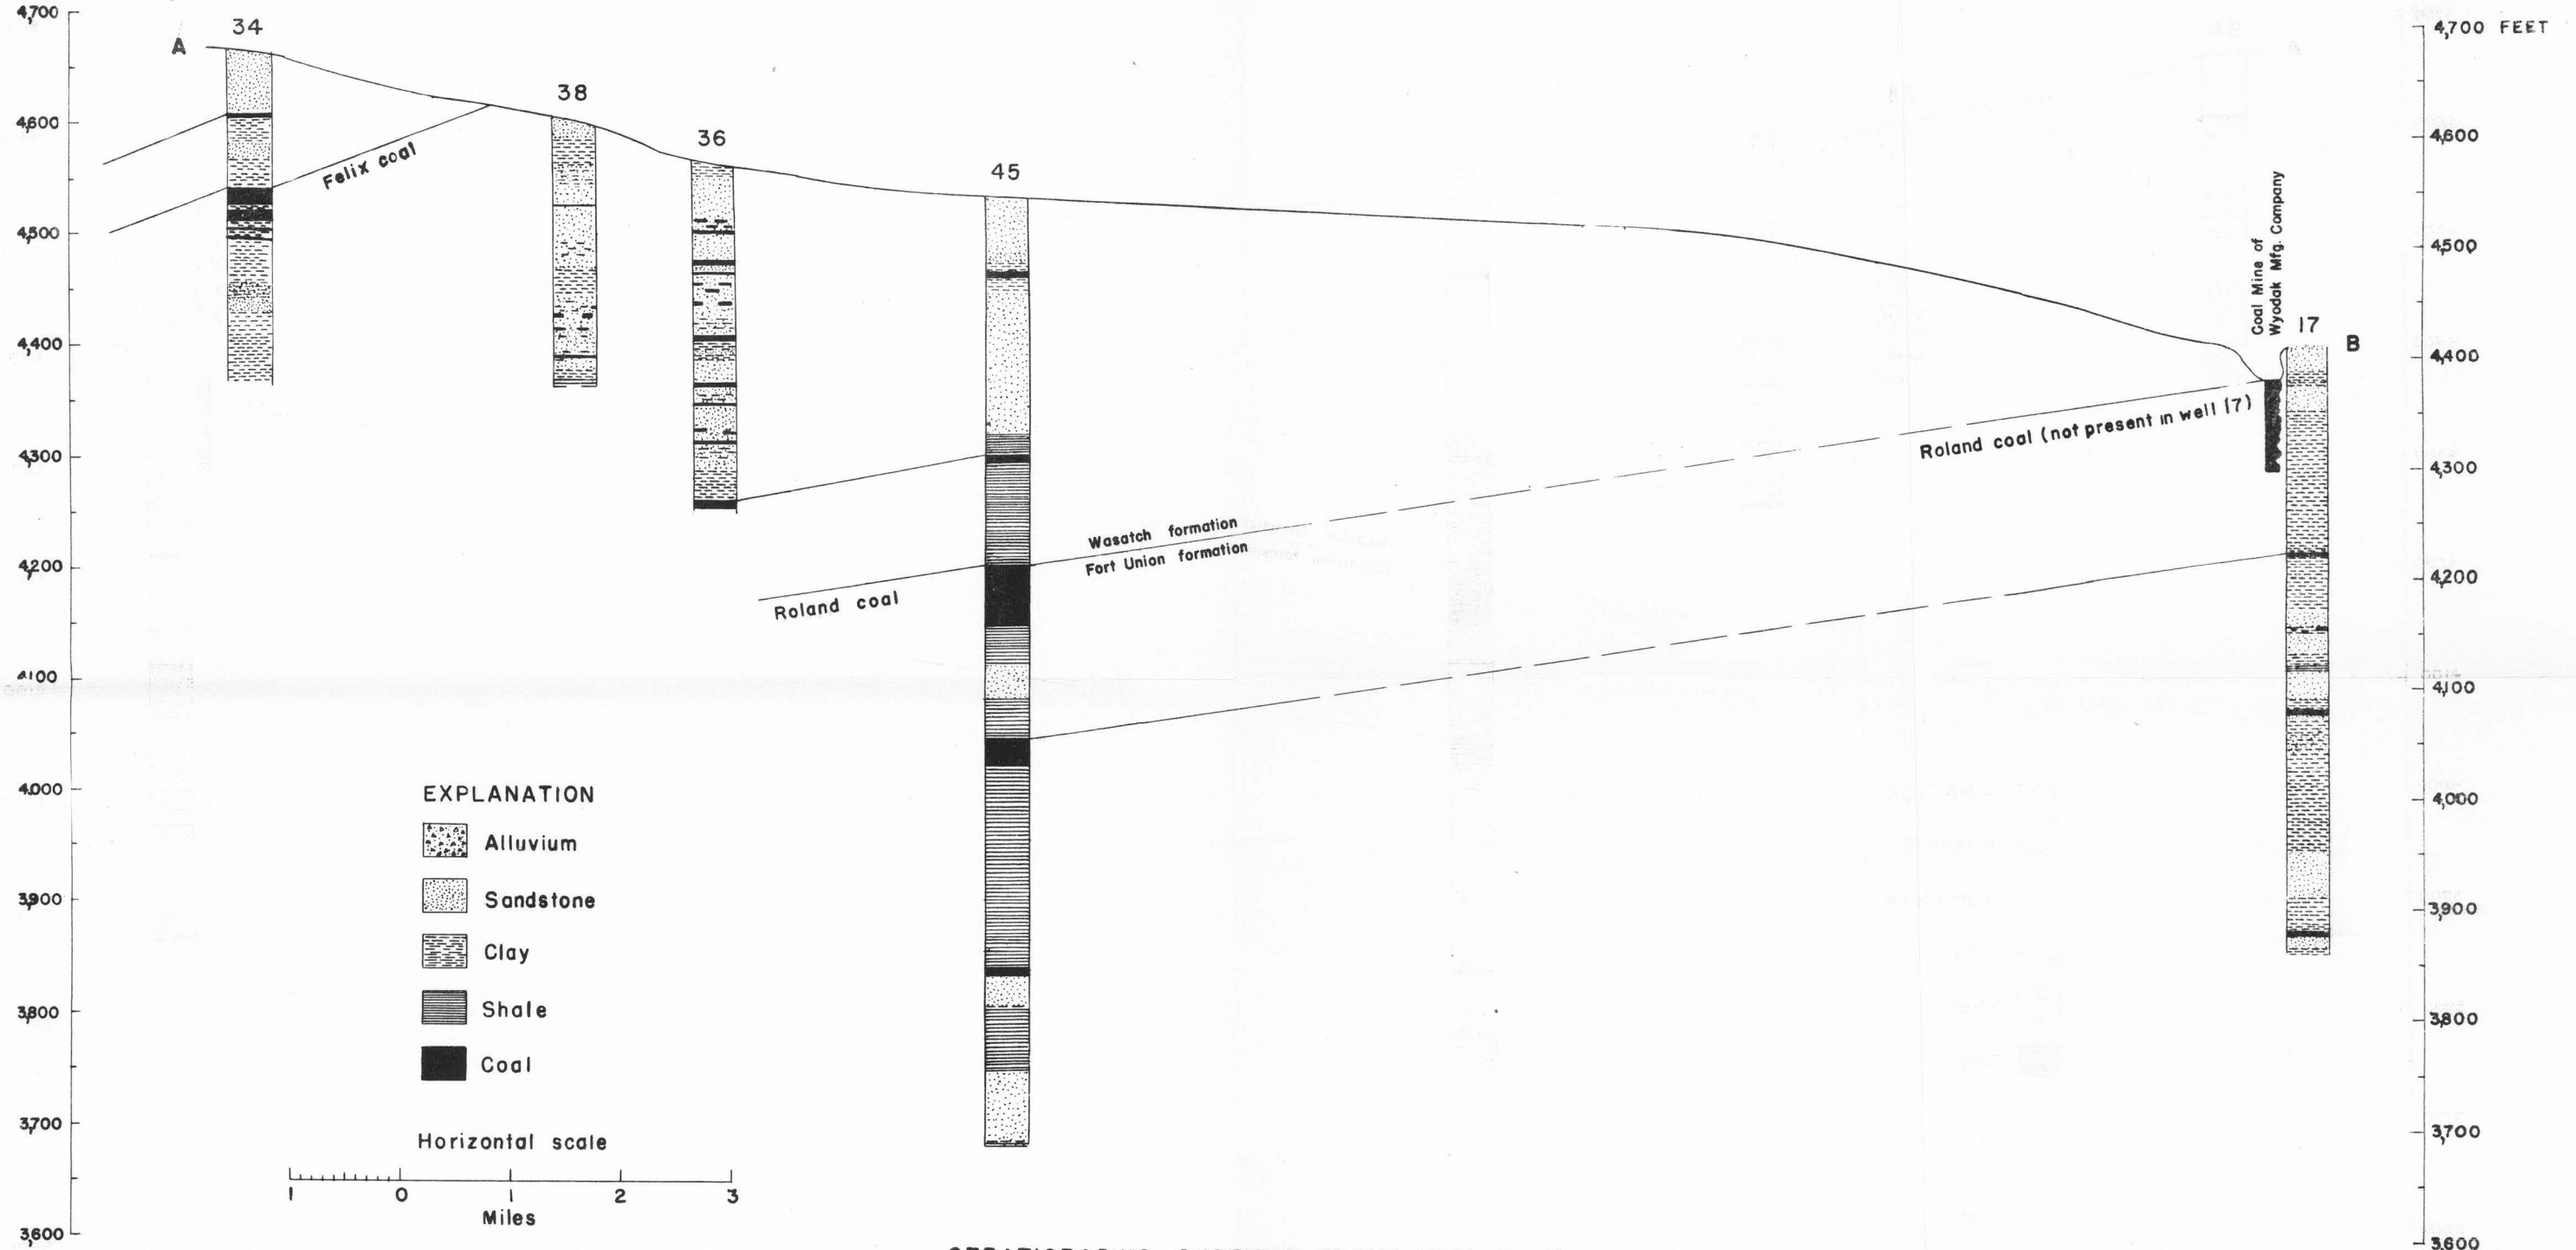 4,700
34
A
4,700 FEET
38
4,600
36
4,600
Felix coal
45
4,500
Coal Mine of
Wyodak Mfg. Company
4,500
17
B
4,400
4,400
Roland coal (not present in well 17)
4,300
4,300
Wasatch formation
Fort Union formation
4,200
4,200
Roland coal
4,100
4,100
4,000
4,000
EXPLANATION
Alluvium
Sandstone
3,900
3,900
Clay
Shale
3,800
3,800
Coal
3,700
3,700
Horizontal scale
1 0 1 2 3
Miles
3,600
3,600